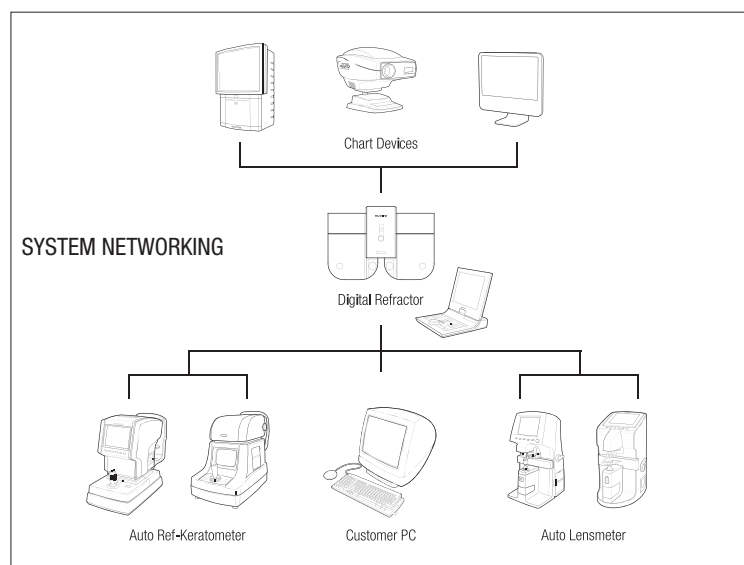 Chart Devices
SYSTEM NETWORKING
Digital Refractor
Auto Ref-Keratometer
Customer PC
Auto Lensmeter